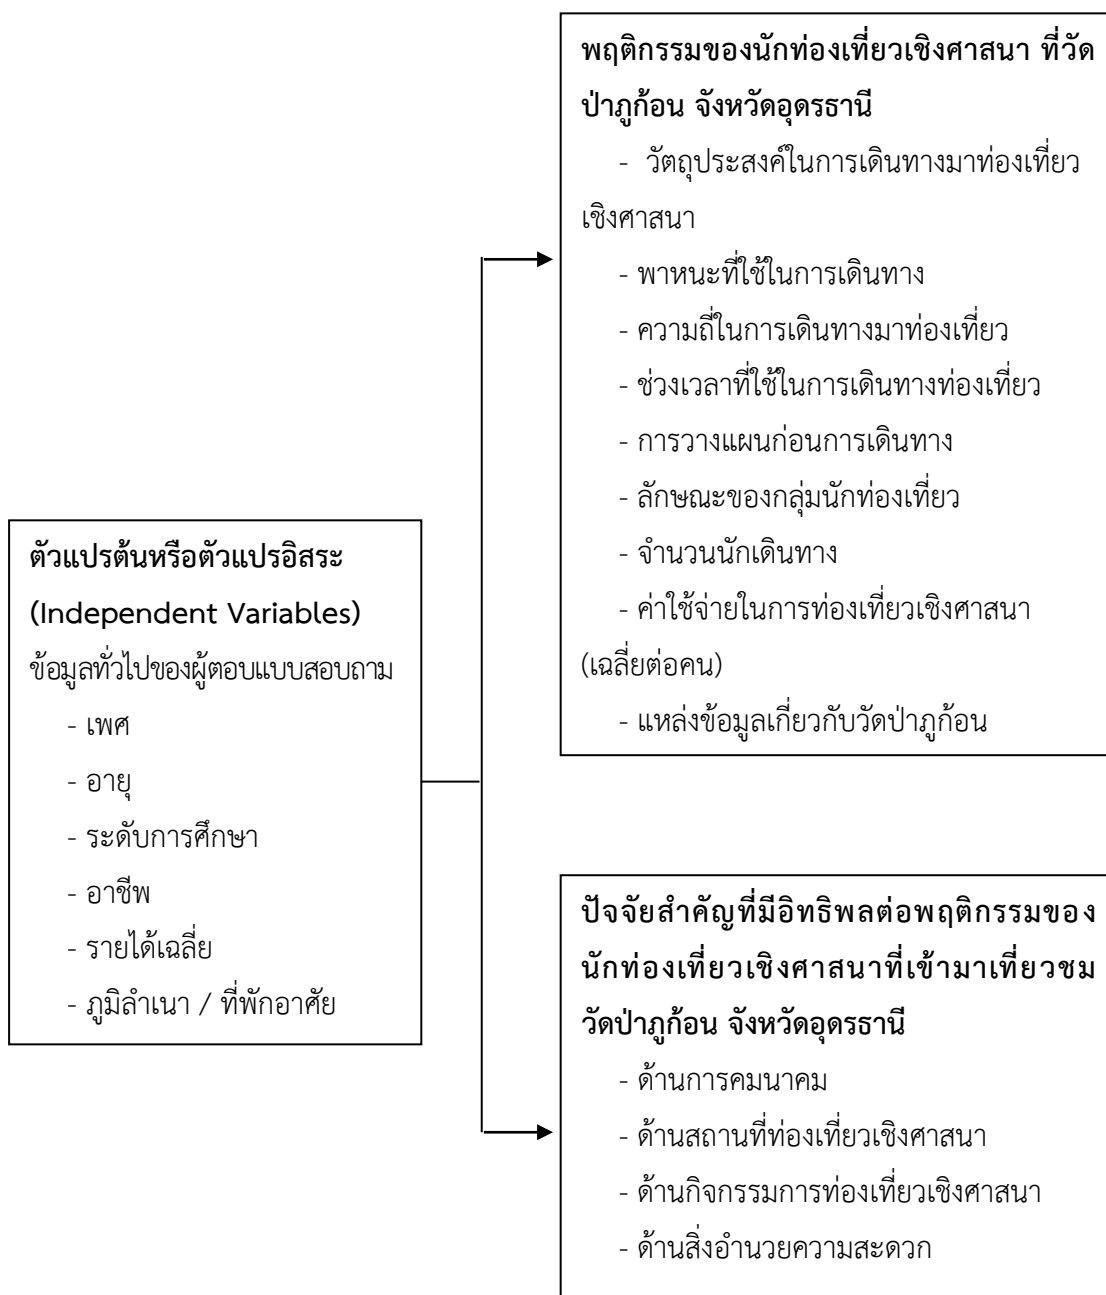 พฤติกรรมของนักท่องเที่ยวเชิงศาสนา ที่วัด
ป่าภูก้อน จังหวัดอุดรธานี
- วัตถุประสงค์ในการเดินทางมาท่องเที่ยว
เชิงศาสนา
- พาหนะที่ใช้ในการเดินทาง
- ความถี่ในการเดินทางมาท่องเที่ยว
- ช่วงเวลาที่ใช้ในการเดินทางท่องเที่ยว
- การวางแผนก่อนการเดินทาง
- ลักษณะของกลุ่มนักท่องเที่ยว
- จำนวนนักเดินทาง
- ค่าใช้จ่ายในการท่องเที่ยวเชิงศาสนา
(เฉลี่ยต่อคน)
- แหล่งข้อมูลเกี่ยวกับวัดป่าภูก้อน
ตัวแปรต้นหรือตัวแปรอิสระ
(Independent Variables)
ข้อมูลทั่วไปของผู้ตอบแบบสอบถาม
- เพศ
- อายุ
- ระดับการศึกษา
- อาชีพ
- รายได้เฉลี่ย
- ภูมิลำเนา / ที่พักอาศัย
ปัจจัยสำคัญที่มีอิทธิพลต่อพฤติกรรมของ
นักท่องเที่ยวเชิงศาสนาที่เข้ามาเที่ยวชม
วัดป่าภูก้อน จังหวัดอุดรธานี
- ด้านการคมนาคม
- ด้านสถานที่ท่องเที่ยวเชิงศาสนา
- ด้านกิจกรรมการท่องเที่ยวเชิงศาสนา
- ด้านสิ่งอำนวยความสะดวก